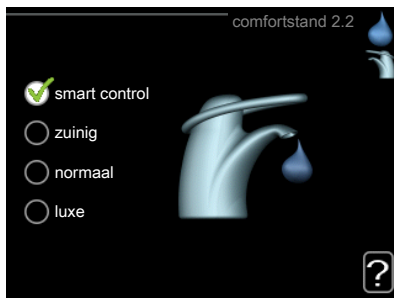 comfortstand 2.2
smart control
zuinig
normaal
luxe
?